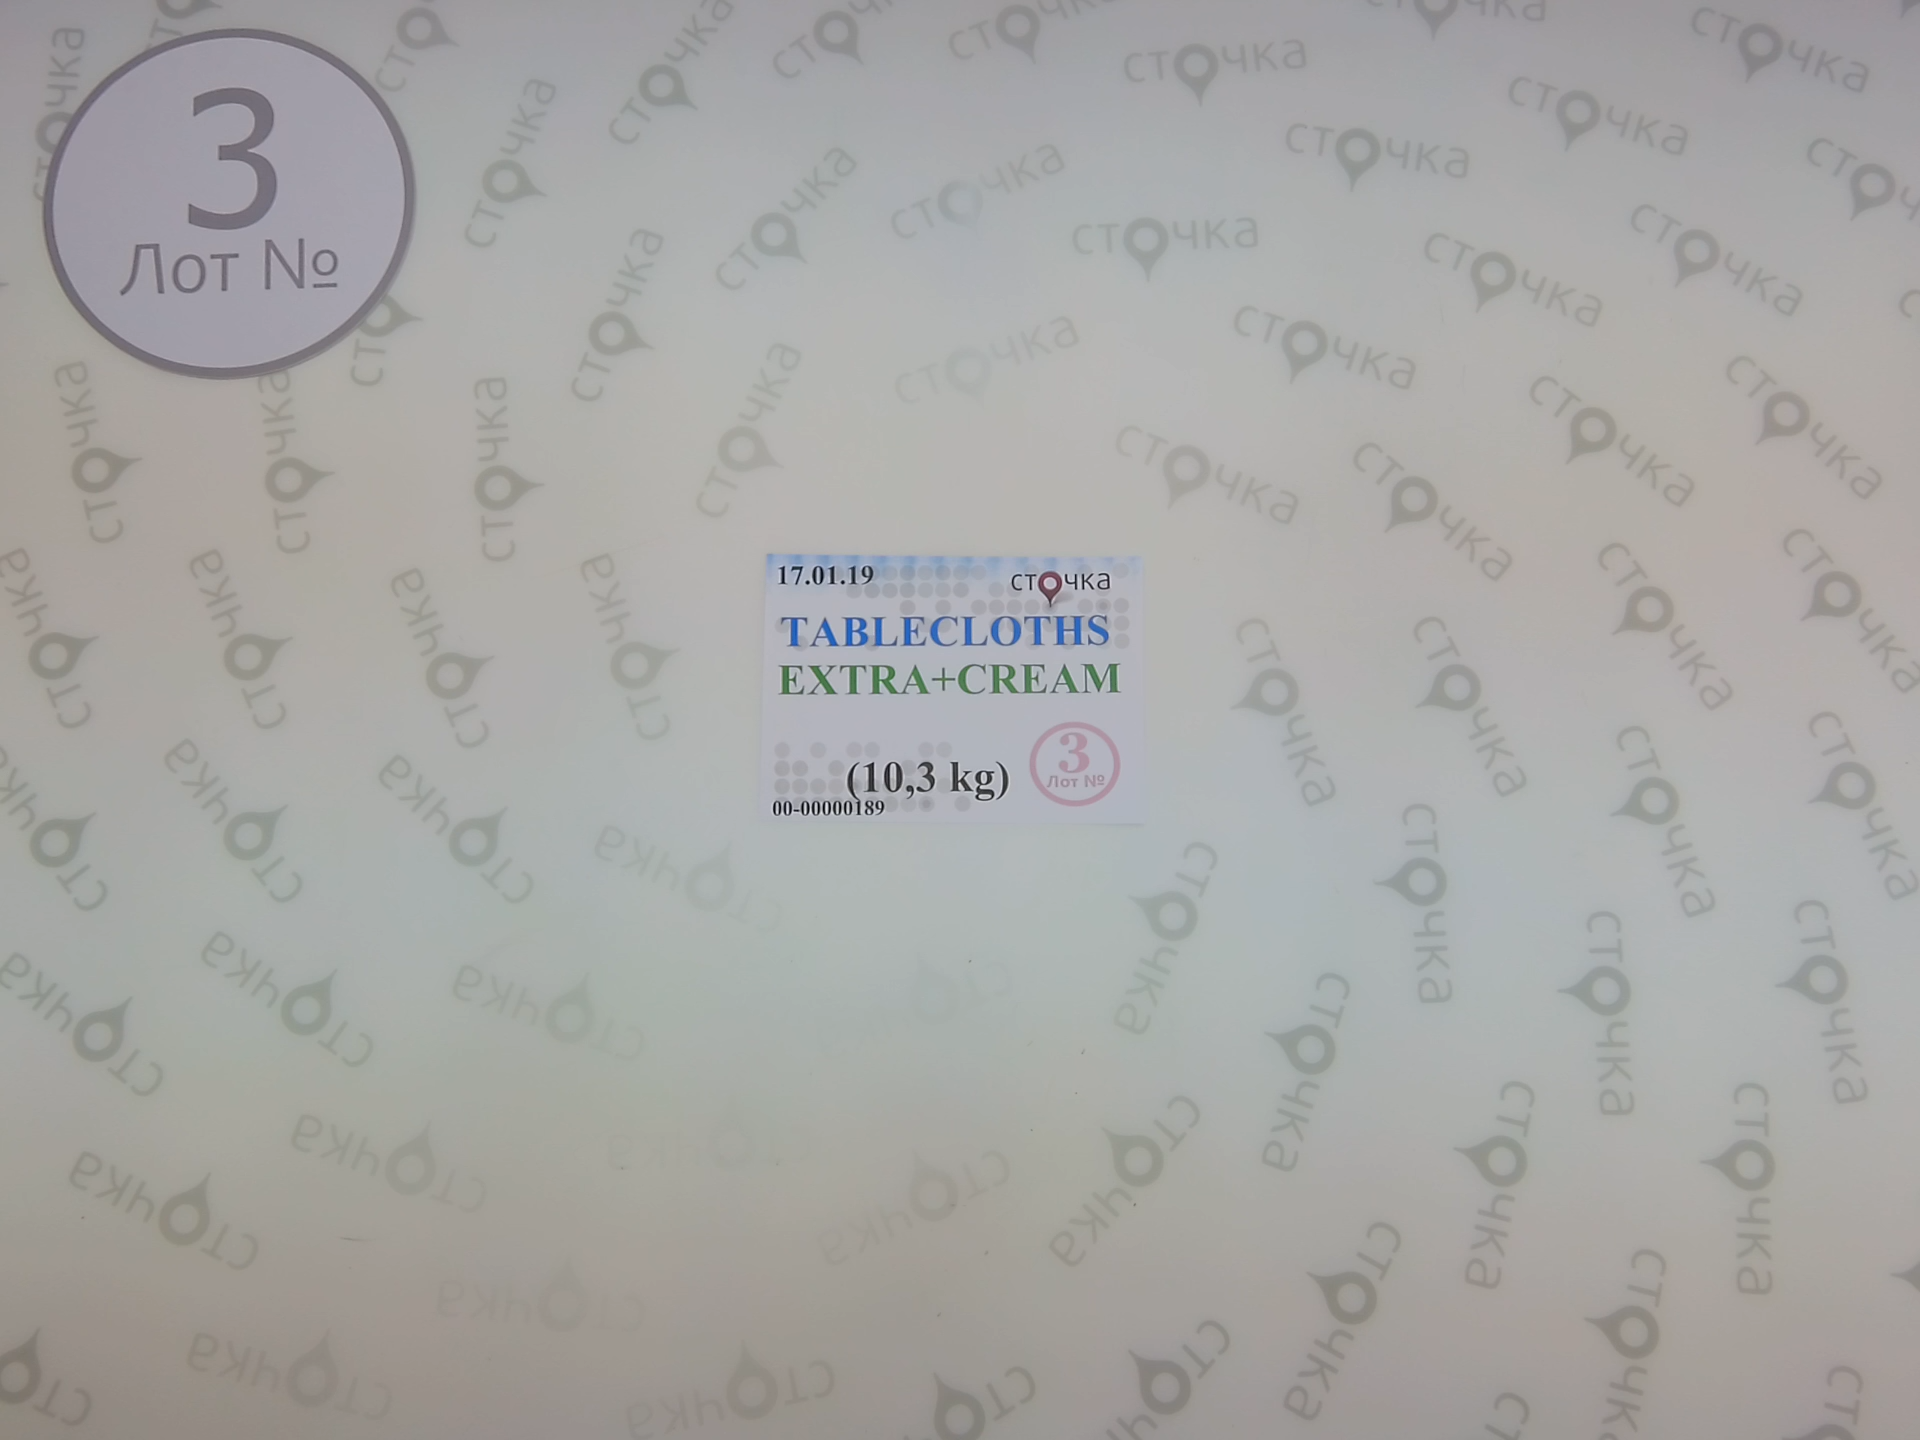 3
Лот №
17.01.19
сточка
TABLECLOTHS
EXTRA+CREAM
(10,3 kg)
3
Лот №
00-00000189